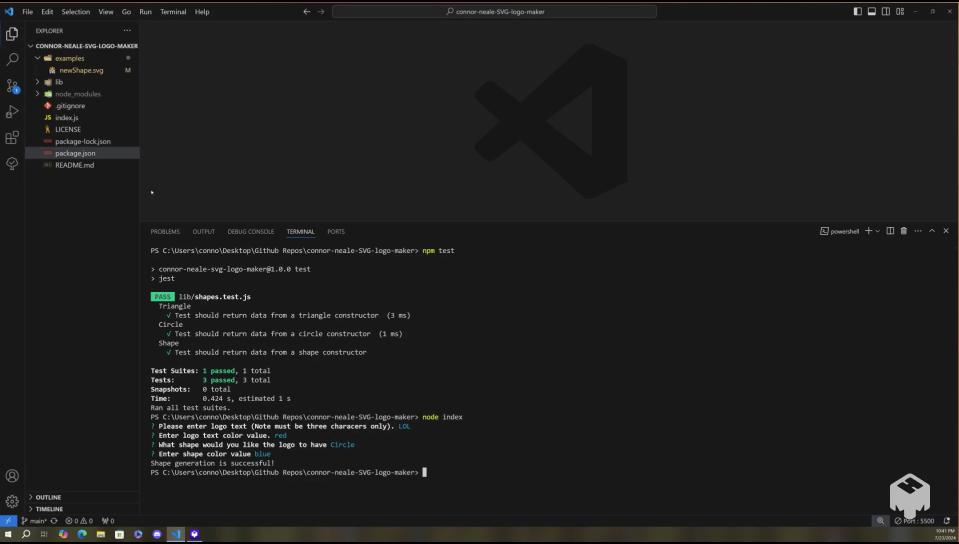 File Edit Selection View Go Run Terminal Help
connor-neale-SVG-logo-maker
EXPLORER
CONNOR-NEALE-SVG-LOGO-MAKER
examples
newShape.svg M
lib
node_modules
.gitignore
JS index.js
LICENSE
package-lock.json
package.json
README.md
OUTLINE
TIMELINE
PROBLEMS OUTPUT DEBUG CONSOLE TERMINAL PORTS
powershell
PS C:\Users\conno\Desktop\Github Repos\connor-neale-SVG-logo-maker> npm test
> connor-neale-svg-logo-maker@1.0.0 test
> jest
PASS lib/shapes.test.js
Triangle
√ Test should return data from a triangle constructor (3 ms)
Circle
√ Test should return data from a circle constructor (1 ms)
Shape
√ Test should return data from a shape constructor
Test Suites: 1 passed, 1 total
Tests: 3 passed, 3 total
Snapshots: 0 total
Time: 0.424 s, estimated 1 s
Ran all test suites.
PS C:\Users\conno\Desktop\Github Repos\connor-neale-SVG-logo-maker> node index
? Please enter logo text (Note must be three characers only). LOL
? Enter logo text color value. red
? What shape would you like the logo to have Circle
? Enter shape color value blue
Shape generation is successful!
PS C:\Users\conno\Desktop\Github Repos\connor-neale-SVG-logo-maker>
main* 0 0 0 Port : 5500
10:41 PM
7/23/2024